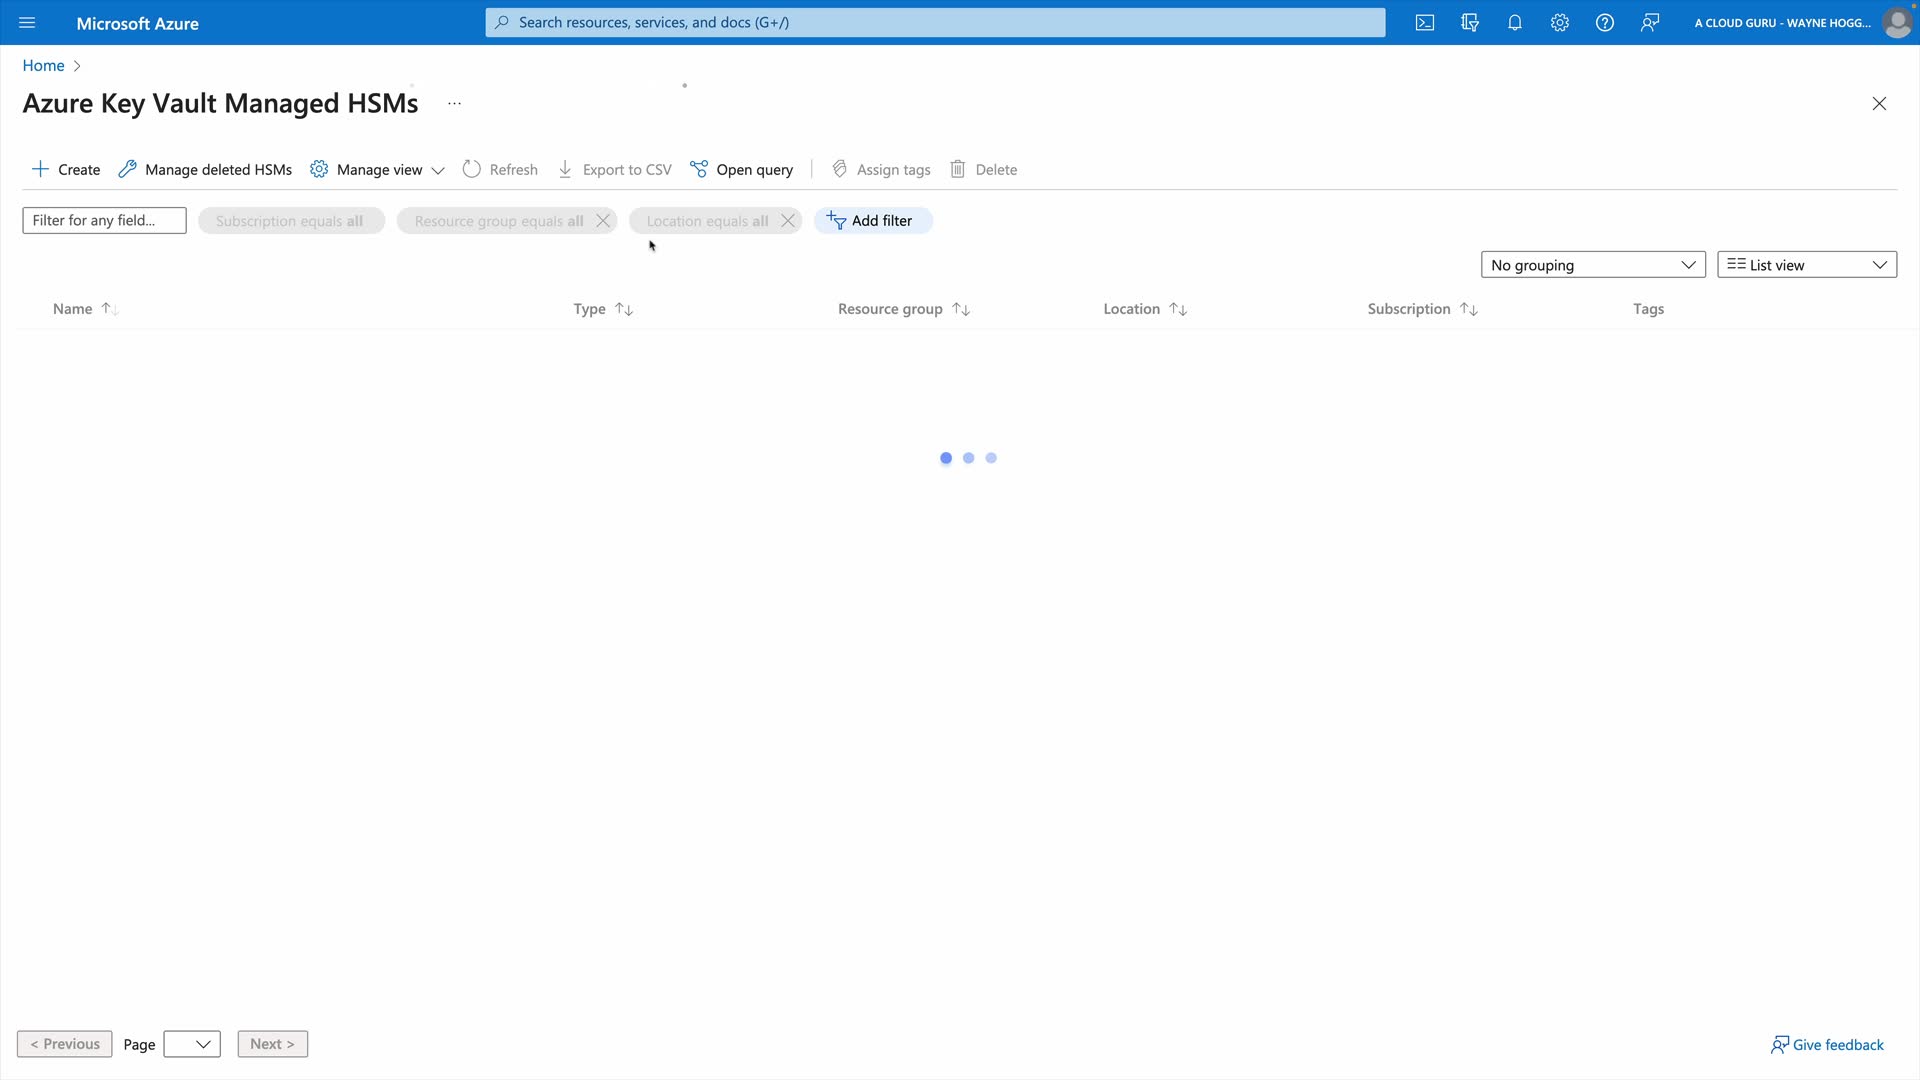 Microsoft Azure
Search resources, services, and docs (G+/)
A CLOUD GURU - WAYNE HOGG...
Home
Azure Key Vault Managed HSMs ...
Create
Manage deleted HSMs
Manage view
Refresh
Export to CSV
Open query
Assign tags
Delete
Filter for any field...
Subscription equals all
Resource group equals all
Location equals all
Add filter
No grouping
List view
Name
Type
Resource group
Location
Subscription
Tags
< Previous
Page
Next >
Give feedback